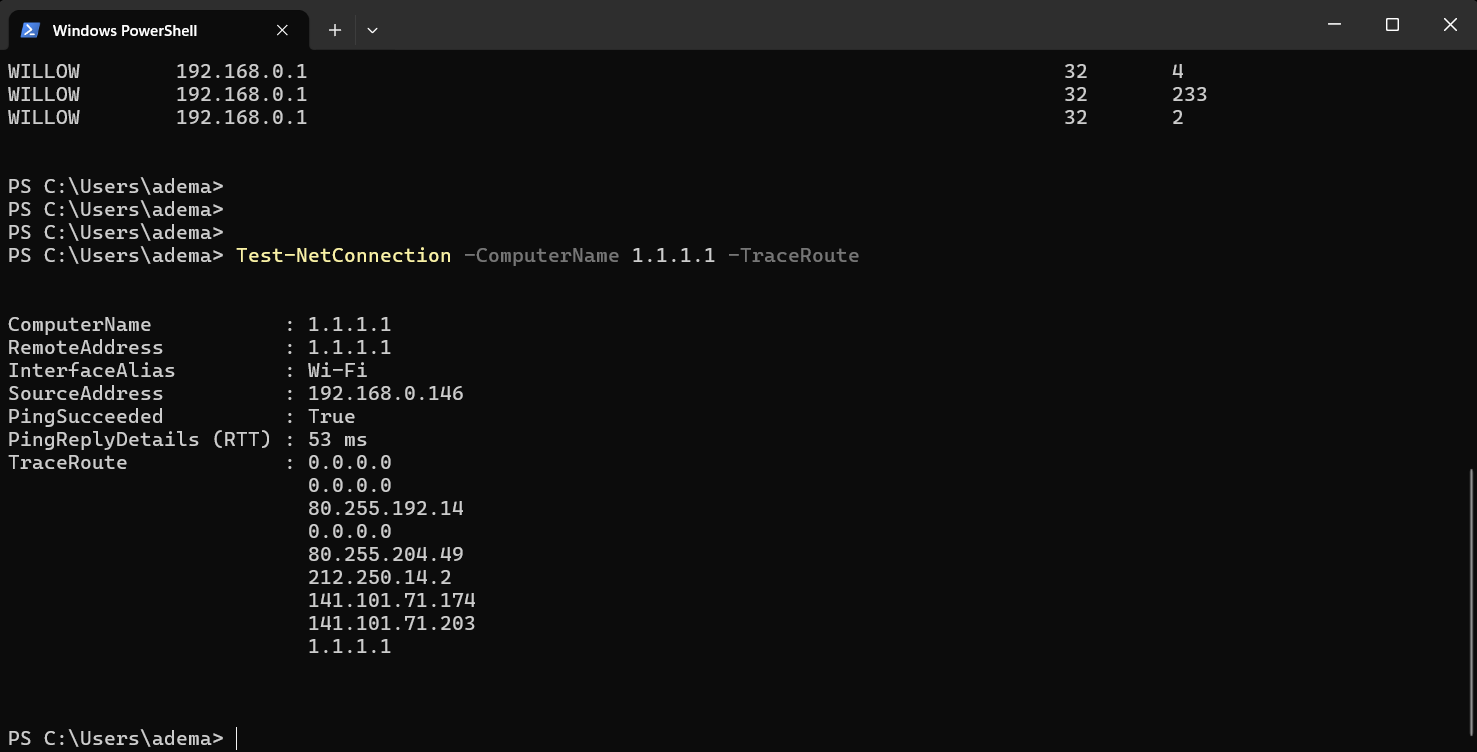 Windows PowerShell
WILLOW 192.168.0.1 32 4
WILLOW 192.168.0.1 32 233
WILLOW 192.168.0.1 32 2
PS C:\Users\adema>
PS C:\Users\adema>
PS C:\Users\adema>
PS C:\Users\adema> Test-NetConnection -ComputerName 1.1.1.1 -TraceRoute
ComputerName : 1.1.1.1
RemoteAddress : 1.1.1.1
InterfaceAlias : Wi-Fi
SourceAddress : 192.168.0.146
PingSucceeded : True
PingReplyDetails (RTT) : 53 ms
TraceRoute : 0.0.0.0
0.0.0.0
80.255.192.14
0.0.0.0
80.255.204.49
212.250.14.2
141.101.71.174
141.101.71.203
1.1.1.1
PS C:\Users\adema>